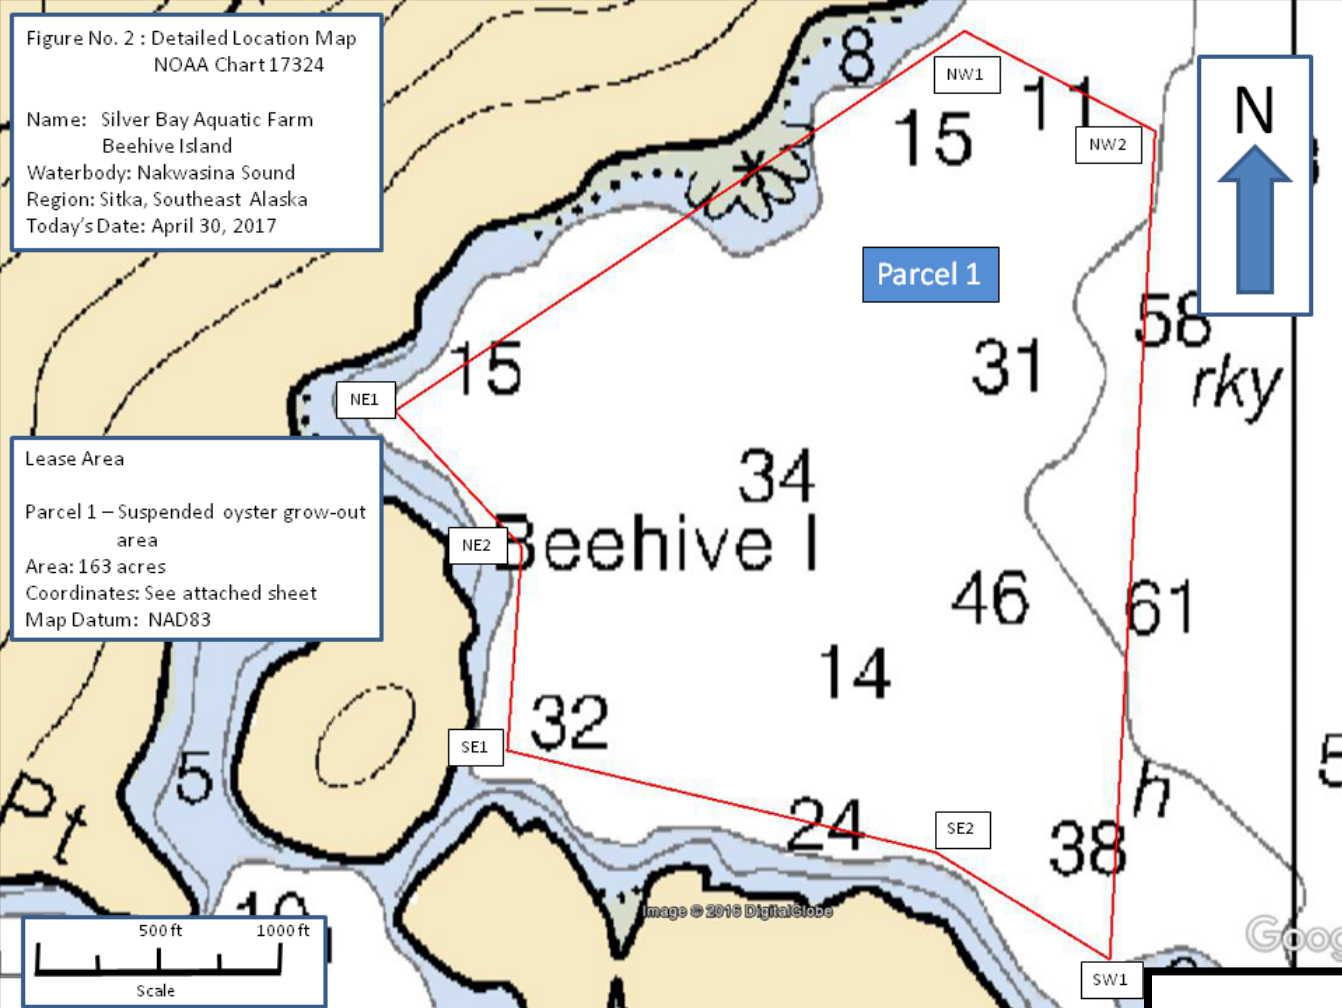 Figure No. 2 : Detailed Location Map
NOAA Chart 17324
Name: Silver Bay Aquatic Farm
Beehive Island
Waterbody: Nakwasina Sound
Region: Sitka, Southeast Alaska
Today's Date: April 30, 2017
8
NW1
11
15
NW2
N
Parcel 1
58
31
rky
15
NE1
Lease Area
Parcel 1 – Suspended oyster grow-out
area
Area: 163 acres
Coordinates: See attached sheet
Map Datum: NAD83
34
NE2
Beehive I
46
61
14
32
SE1
5
5
Pt
h
24
SE2
38
10
Image © 2016 DigitalGlobe
Goog
500 ft 1000 ft
Scale
SW1